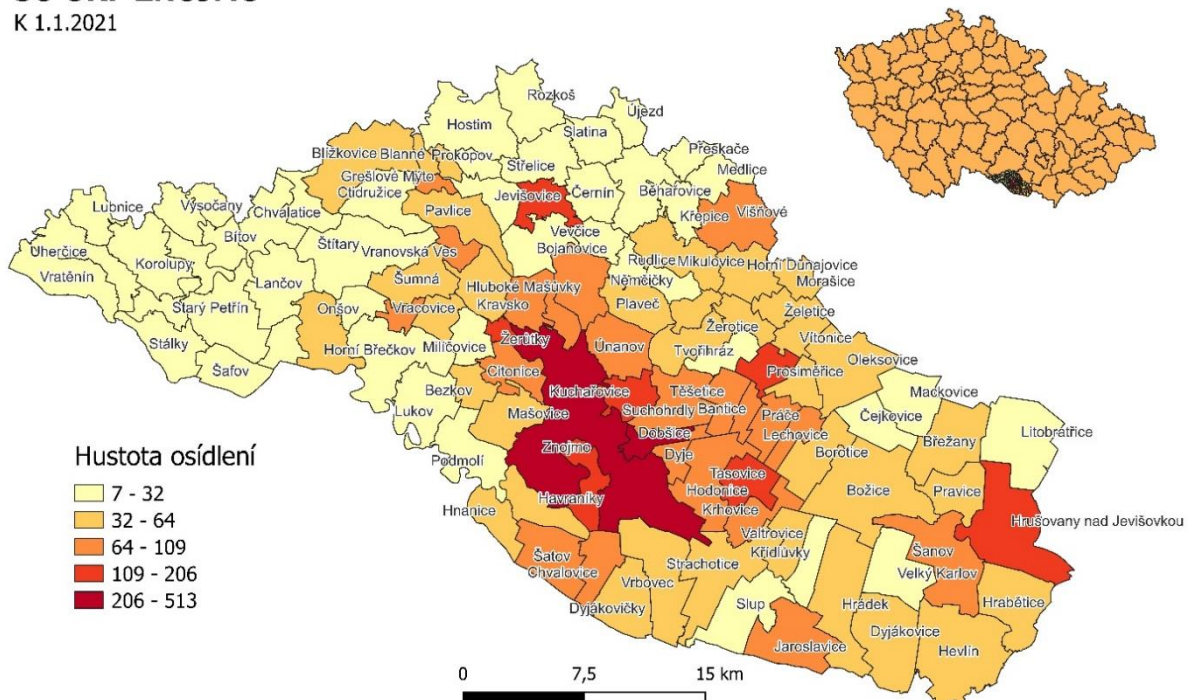 K 1.1.2021
Rozkoš
Hostim
Újezd
Slatina
Přeskače
Blížkovice
Blanné
Prokopov
Střelice
Medlice
Grešlové Mýto
Ctidružice
Jevišovice
Černín
Běhařovice
Lubnice
Výsočany
Chvalatice
Pavlice
Křepice
Višňové
Bítov
Štítary
Vranovská Ves
Vevčice
Bojanovice
Uherčice
Korolupy
Rudlice
Mikulovice
Horní Dunajovice
Vratěnín
Lančov
Šumná
Hluboké Mašůvky
Němčičky
Morašice
Starý Petřín
Onšov
Vracovice
Kravsko
Plaveč
Želetice
Stálky
Horní Břečkov
Milíčovice
Žerůtky
Únanov
Žerotice
Vítonice
Tvořihráz
Oleksovice
Šafov
Citonice
Prosiměřice
Bezkov
Kuchařovice
Těšetice
Mackovice
Lukov
Mašovice
Suchohrdly
Bantice
Práče
Čejkovice
Litobratřice
Dobšice
Lechovice
Břežany
Hustota osídlení
Podmolí
Znojmo
Dyje
Borotice
Tasovice
7 - 32
Hodonice
Božice
Pravice
32 - 64
Hnanice
Havraníky
Krhovice
Hrušovany nad Jevišovkou
64 - 109
Valtrovice
109 - 206
Šatov
Křídlůvky
Šanov
206 - 513
Chvalovice
Strachotice
Velký Karlov
Vrbovec
Slup
Hrádek
Hrabětice
Dyjákovičky
Dyjákovice
Jaroslavice
Hevlín
0 7,5 15 km